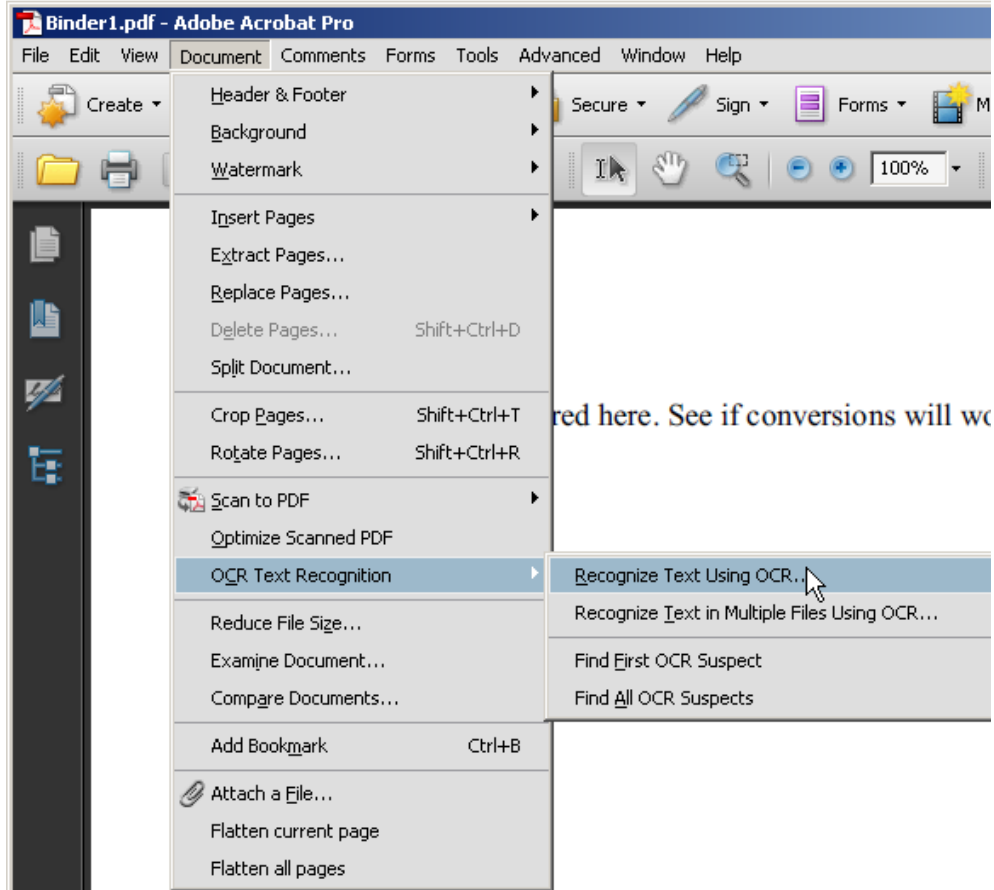 Binder1.pdf - Adobe Acrobat Pro
File Edit View Document Comments Forms Tools Advanced Window Help
Create Secure Sign Forms M
100%
Header & Footer
Background
Watermark
Insert Pages
Extract Pages...
Replace Pages...
Delete Pages... Shift+Ctrl+D
Split Document...
Crop Pages... Shift+Ctrl+T
red here. See if conversions will wo
Rotate Pages... Shift+Ctrl+R
Scan to PDF
Optimize Scanned PDF
OCR Text Recognition
Recognize Text Using OCR...
Recognize Text in Multiple Files Using OCR...
Find First OCR Suspect
Find All OCR Suspects
Reduce File Size...
Examine Document...
Compare Documents...
Add Bookmark Ctrl+B
Attach a File...
Flatten current page
Flatten all pages